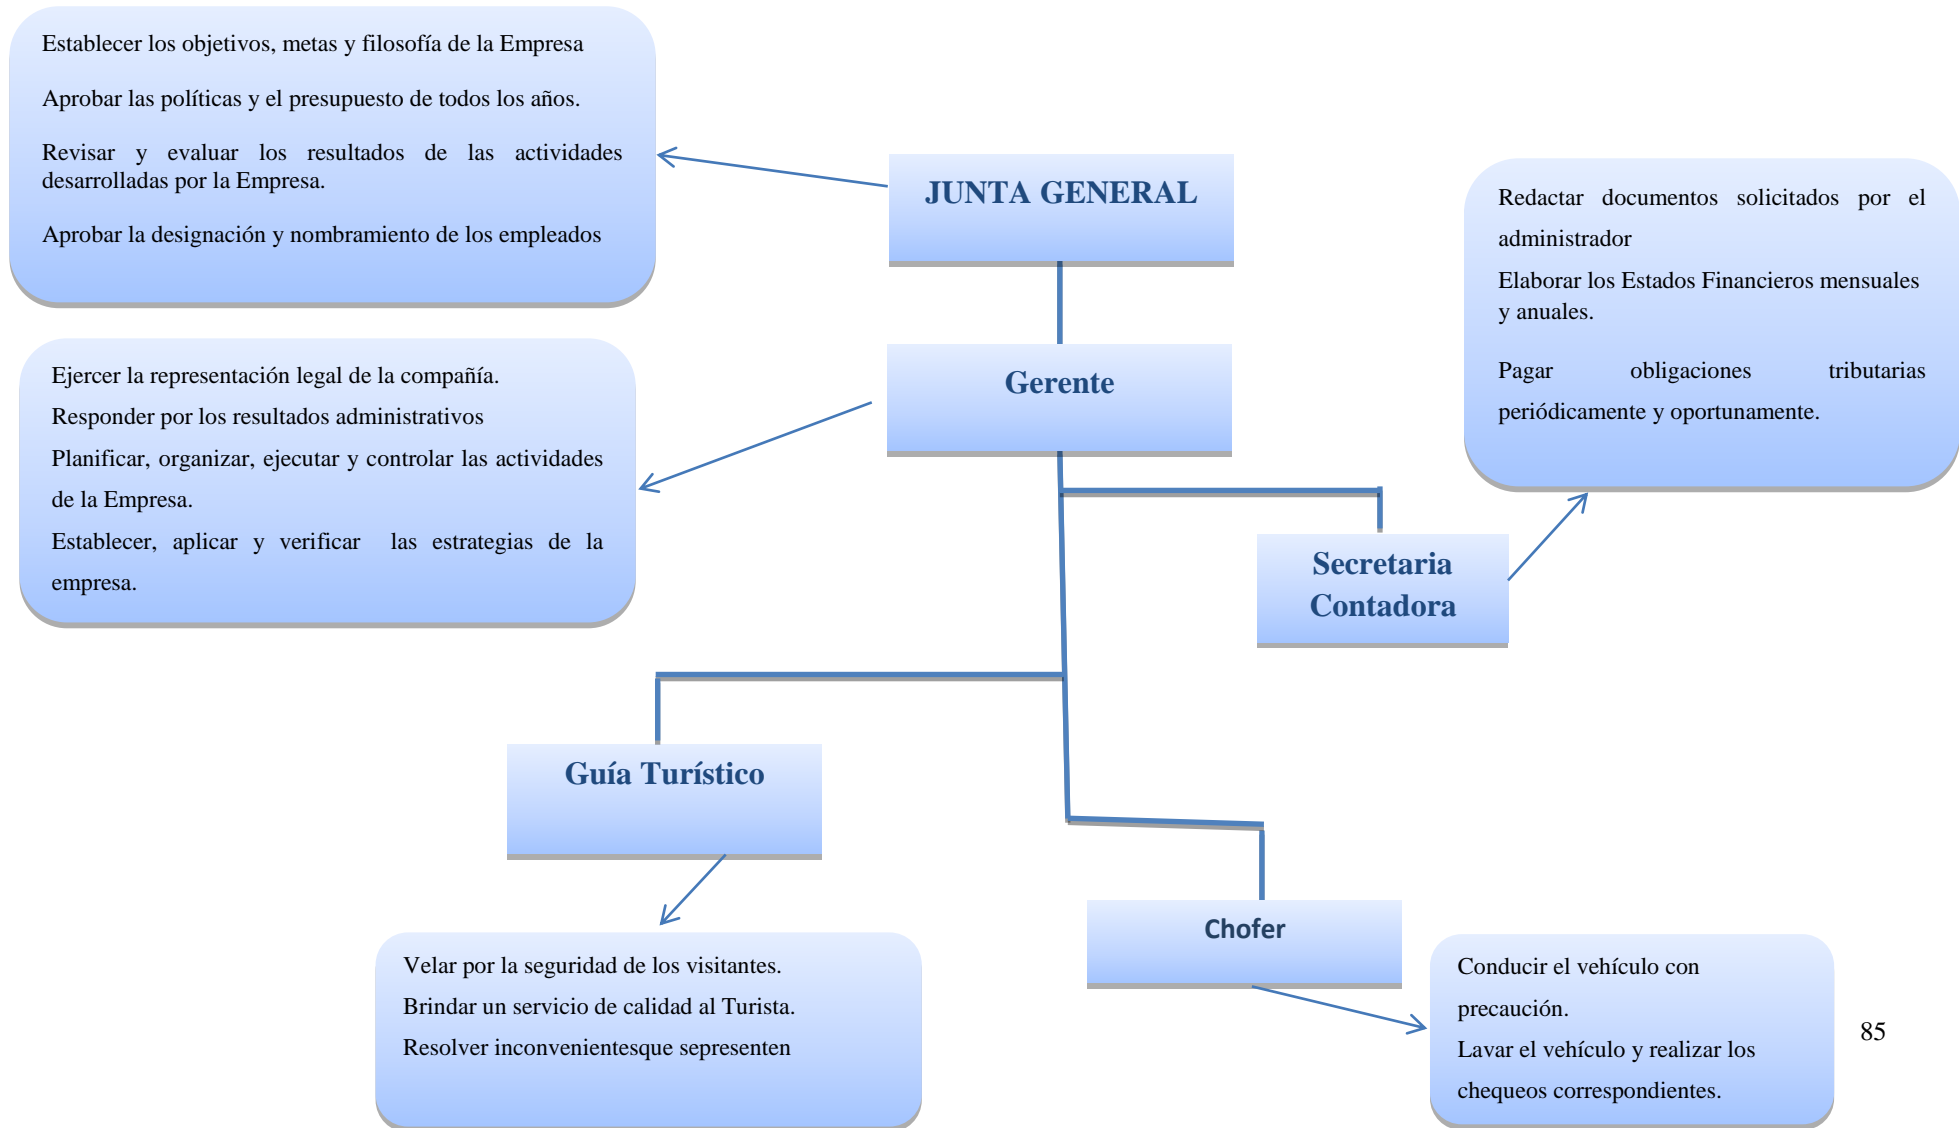 Establecer los objetivos, metas y filosofía de la Empresa
Aprobar las políticas y el presupuesto de todos los años.
Revisar y evaluar los resultados de las actividades
desarrolladas por la Empresa.
Aprobar la designación y nombramiento de los empleados
JUNTA GENERAL
Redactar documentos solicitados por el
administrador
Elaborar los Estados Financieros mensuales
y anuales.
Pagar obligaciones tributarias
periódicamente y oportunamente.
Gerente
Ejercer la representación legal de la compañía.
Responder por los resultados administrativos
Planificar, organizar, ejecutar y controlar las actividades
de la Empresa.
Establecer, aplicar y verificar las estrategias de la
empresa.
Secretaria
Contadora
Guía Turístico
Chofer
Velar por la seguridad de los visitantes.
Brindar un servicio de calidad al Turista.
Resolver inconvenientesque sepresenten
Conducir el vehículo con
precaución.
Lavar el vehículo y realizar los
chequeos correspondientes.
85